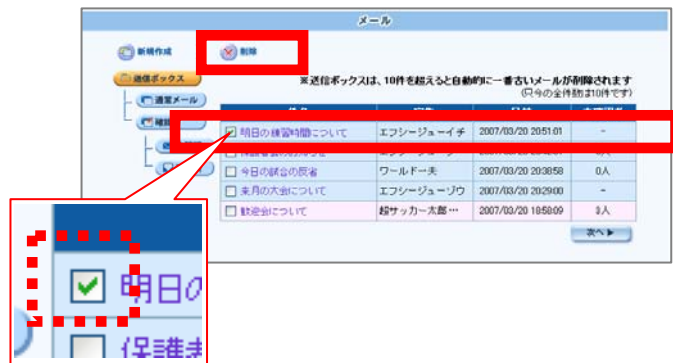 メール
新規作成
削除
送信ボックス
※送信ボックスは、10件を超えると自動的に一番古いメールが削除されます
(只今の全件数は10件です)
通常メール
明日の練習時間について エフシージューイチ 2007/03/20 20:51:01 -
今日の試合の反省 ワールド一夫 2007/03/20 20:38:58 0人
来月の大会について エフシージュージウ 2007/03/20 20:29:00 -
歓迎会について 超サッカー太郎… 2007/03/20 18:58:09 3人
次へ
明日の
保護者